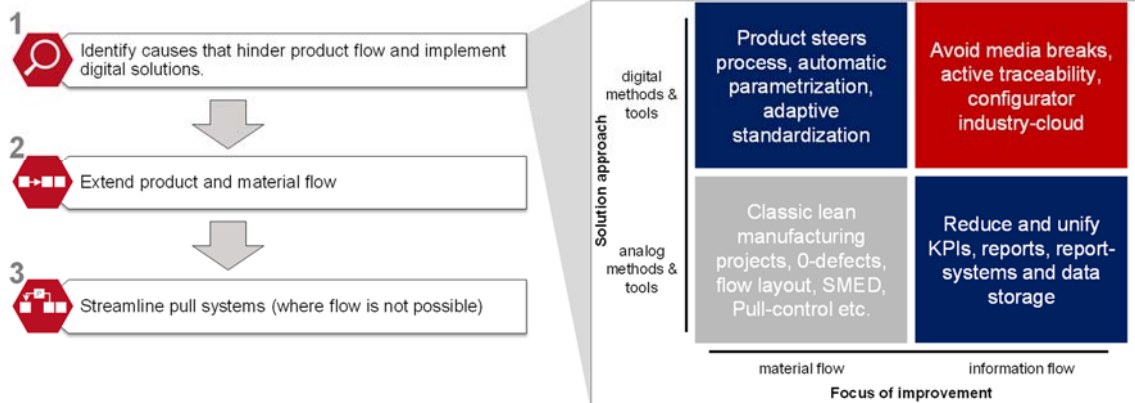 1
Identify causes that hinder product flow and implement
digital solutions.
2
Extend product and material flow
3
P
Streamline pull systems (where flow is not possible)
Solution approach
digital
methods &
tools
analog
methods &
tools
Product steers
process, automatic
parametrization,
adaptive
standardization
Avoid media breaks,
active traceability,
configurator
industry-cloud
Classic lean
manufacturing
projects, 0-defects,
flow layout, SMED,
Pull-control etc.
Reduce and unify
KPIs, reports, report-
systems and data
storage
material flow
information flow
Focus of improvement